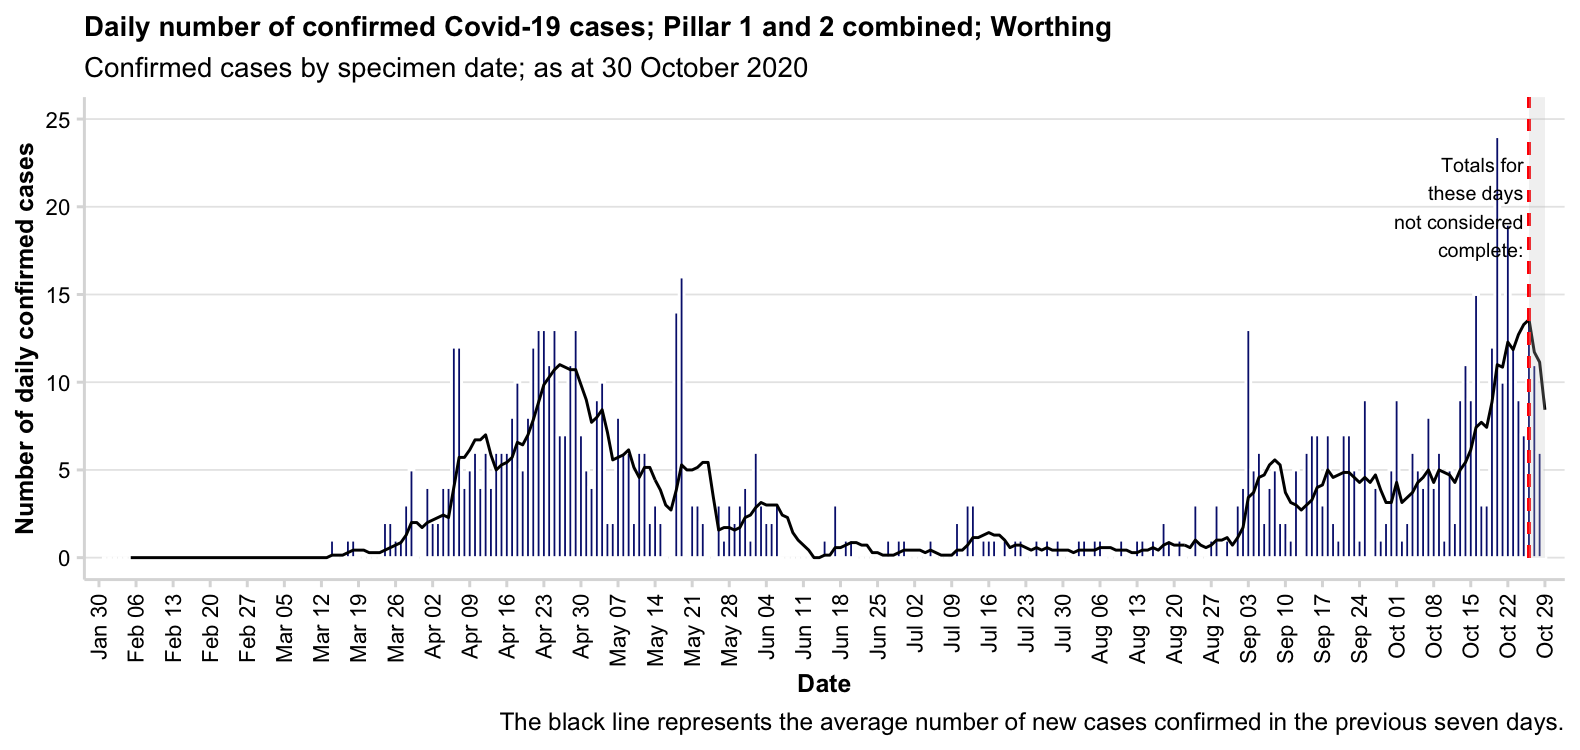 Daily number of confirmed Covid-19 cases; Pillar 1 and 2 combined; Worthing
Confirmed cases by specimen date; as at 30 October 2020
Number of daily confirmed cases
25
20
15
10
5
0
Totals for
these days
not considered
complete:
Jan 30
Feb 06
Feb 13
Feb 20
Feb 27
Mar 05
Mar 12
Mar 19
Mar 26
Apr 02
Apr 09
Apr 16
Apr 23
Apr 30
May 07
May 14
May 21
May 28
Jun 04
Jun 11
Jun 18
Jun 25
Jul 02
Jul 09
Jul 16
Jul 23
Jul 30
Aug 06
Aug 13
Aug 20
Aug 27
Sep 03
Sep 10
Sep 17
Sep 24
Oct 01
Oct 08
Oct 15
Oct 22
Oct 29
Date
The black line represents the average number of new cases confirmed in the previous seven days.